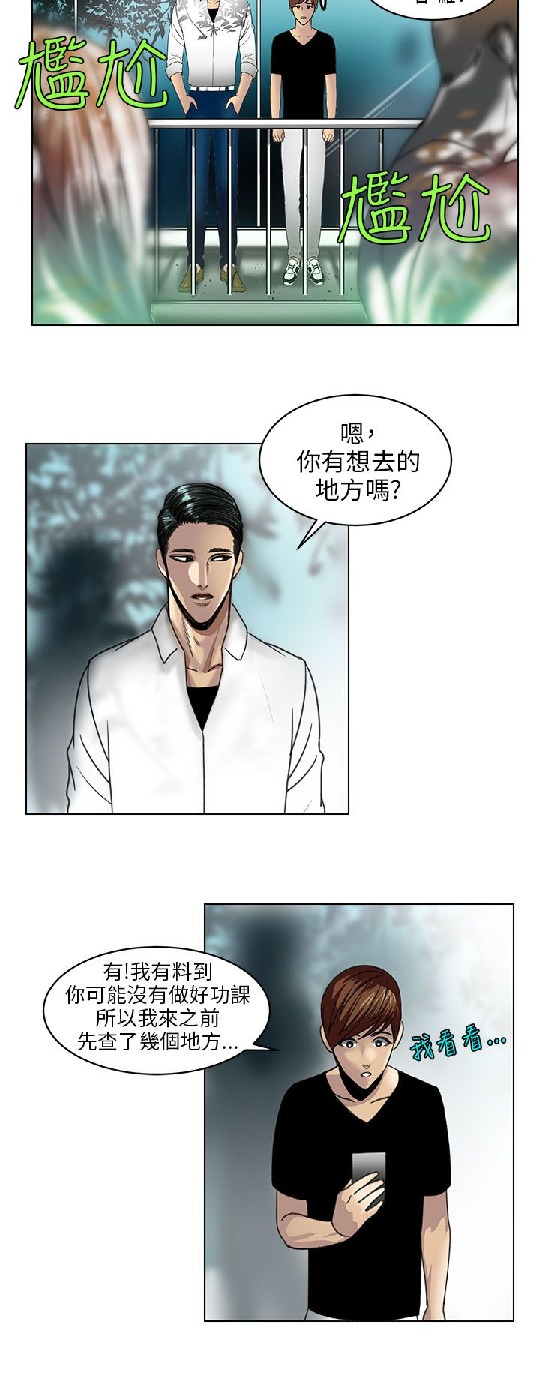 尷尬
尷尬
嗯,
你有想去的
地方嗎?
有!我有料到
你可能沒有做好功課
所以我來之前
先查了幾個地方...
我看看...